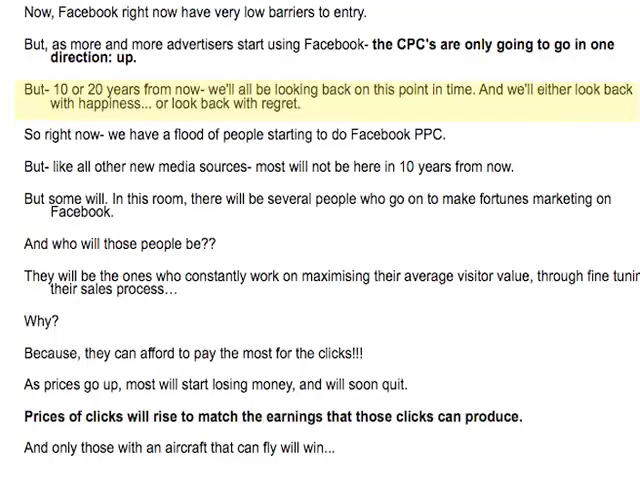 Now, Facebook right now have very low barriers to entry.
But, as more and more advertisers start using Facebook- the CPC's are only going to go in one
direction: up.
But- 10 or 20 years from now- we'll all be looking back on this point in time. And we'll either look back
with happiness... or look back with regret.
So right now- we have a flood of people starting to do Facebook PPC.
But- like all other new media sources- most will not be here in 10 years from now.
But some will. In this room, there will be several people who go on to make fortunes marketing on
Facebook.
And who will those people be??
They will be the ones who constantly work on maximising their average visitor value, through fine tunin
their sales process...
Why?
Because, they can afford to pay the most for the clicks!!!
As prices go up, most will start losing money, and will soon quit.
Prices of clicks will rise to match the earnings that those clicks can produce.
And only those with an aircraft that can fly will win...